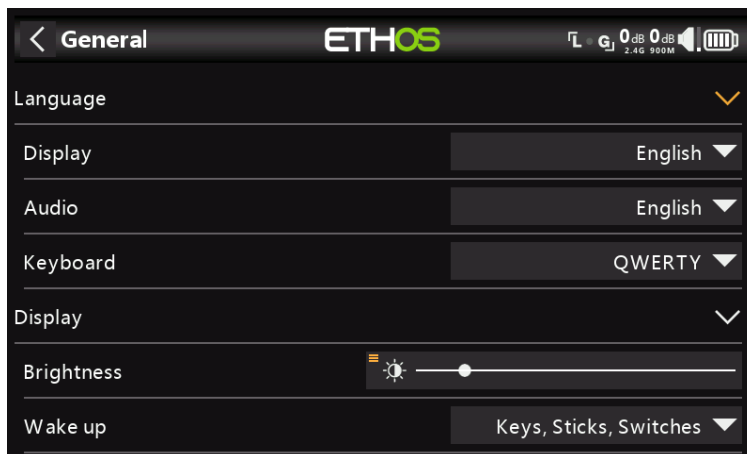 General
ETHOS
L G 0dB 0dB
2.4G 900M
Language
Display English
Audio English
Keyboard QWERTY
Display
Brightness
Wake up Keys, Sticks, Switches